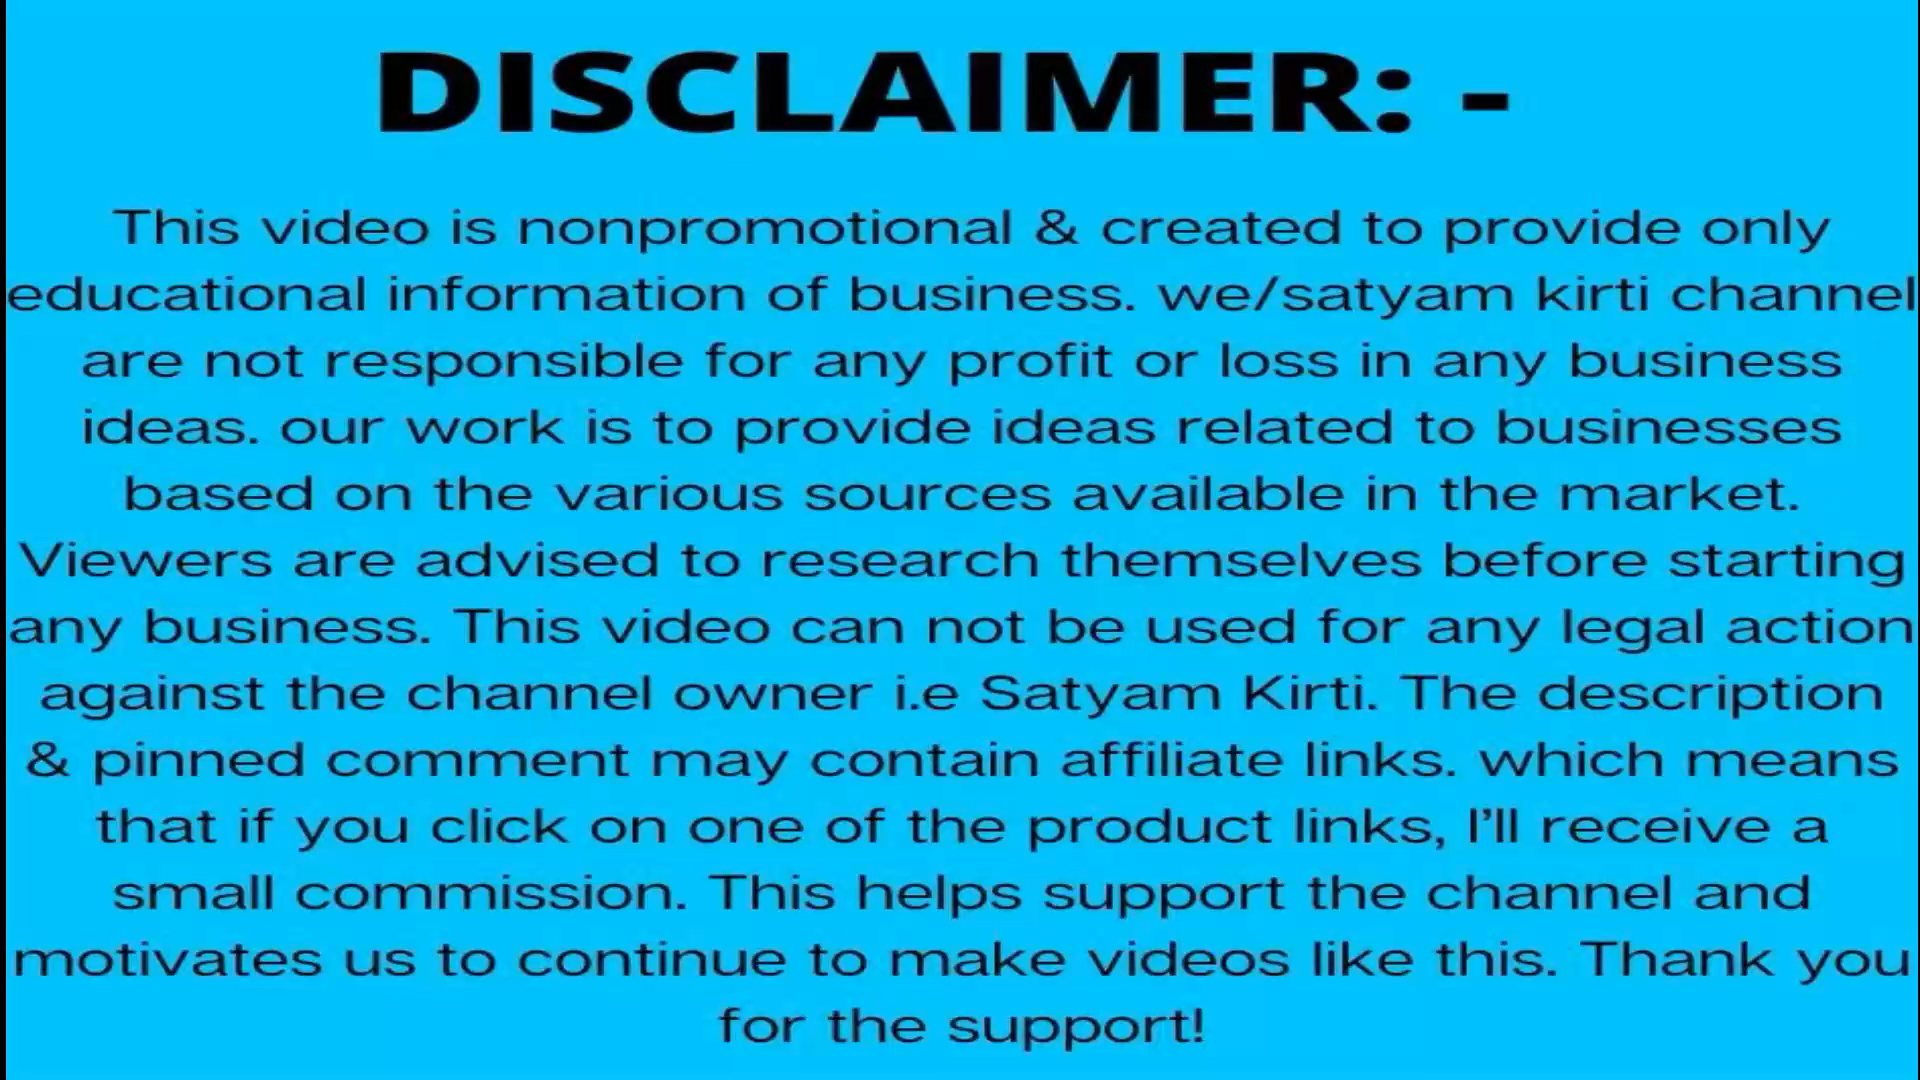 DISCLAIMER: -
This video is nonpromotional & created to provide only
educational information of business. we/satyam kirti channel
are not responsible for any profit or loss in any business
ideas. our work is to provide ideas related to businesses
based on the various sources available in the market.
Viewers are advised to research themselves before starting
any business. This video can not be used for any legal action
against the channel owner i.e Satyam Kirti. The description
& pinned comment may contain affiliate links. which means
that if you click on one of the product links, I’ll receive a
small commission. This helps support the channel and
motivates us to continue to make videos like this. Thank you
for the support!